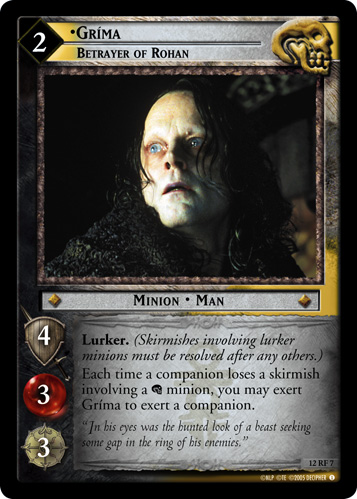 2
•Gríma
Betrayer of Rohan
Minion • Man
4
3
3
Lurker. (Skirmishes involving lurker
minions must be resolved after any others.)
Each time a companion loses a skirmish
involving a minion, you may exert
Gríma to exert a companion.
"In his eyes was the hunted look of a beast seeking
some gap in the ring of his enemies."
12 RF 7
©NLP ©TE ©2005 DECIPHER